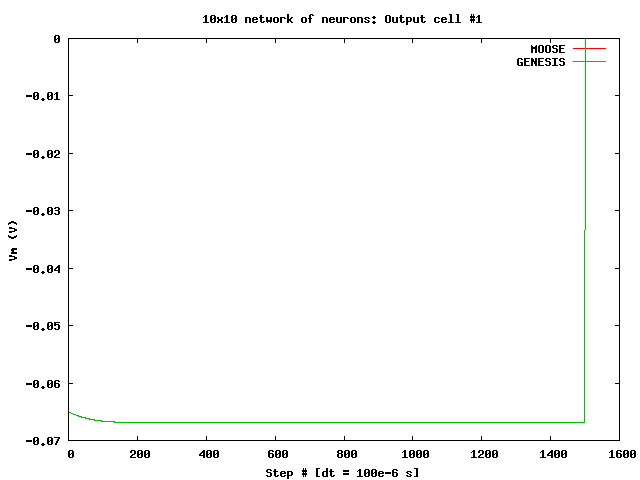 10x10 network of neurons: Output cell #1
MOOSE
GENESIS
0
-0.01
-0.02
-0.03
-0.04
-0.05
-0.06
-0.07
Vm (V)
0 200 400 600 800 1000 1200 1400 1600
Step # [dt = 100e-6 s]